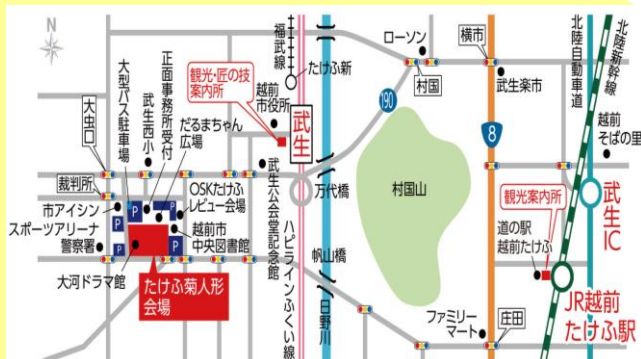 N
福武線
たけふ新
ローソン
横市
北陸自動車道
北陸新幹線
観光・匠の技
案内所
越前
市役所
武生
村国
武生楽市
190
8
大虫口
大型バス駐車場
武生西小
正面事務所受付
だるまちゃん
広場
越前
そばの里
裁判所
OSKたけふ
レビュー会場
武生公会堂記念館
万代橋
村国山
観光案内所
武生
IC
市アイシン
スポーツアリーナ
P
P
P
P
P
越前市
中央図書館
警察署
大河ドラマ館
たけふ菊人形
会場
ハピラインふくい線
帆山橋
日野川
道の駅
越前たけふ
JR越前
たけふ駅
ファミリー
マート
庄田